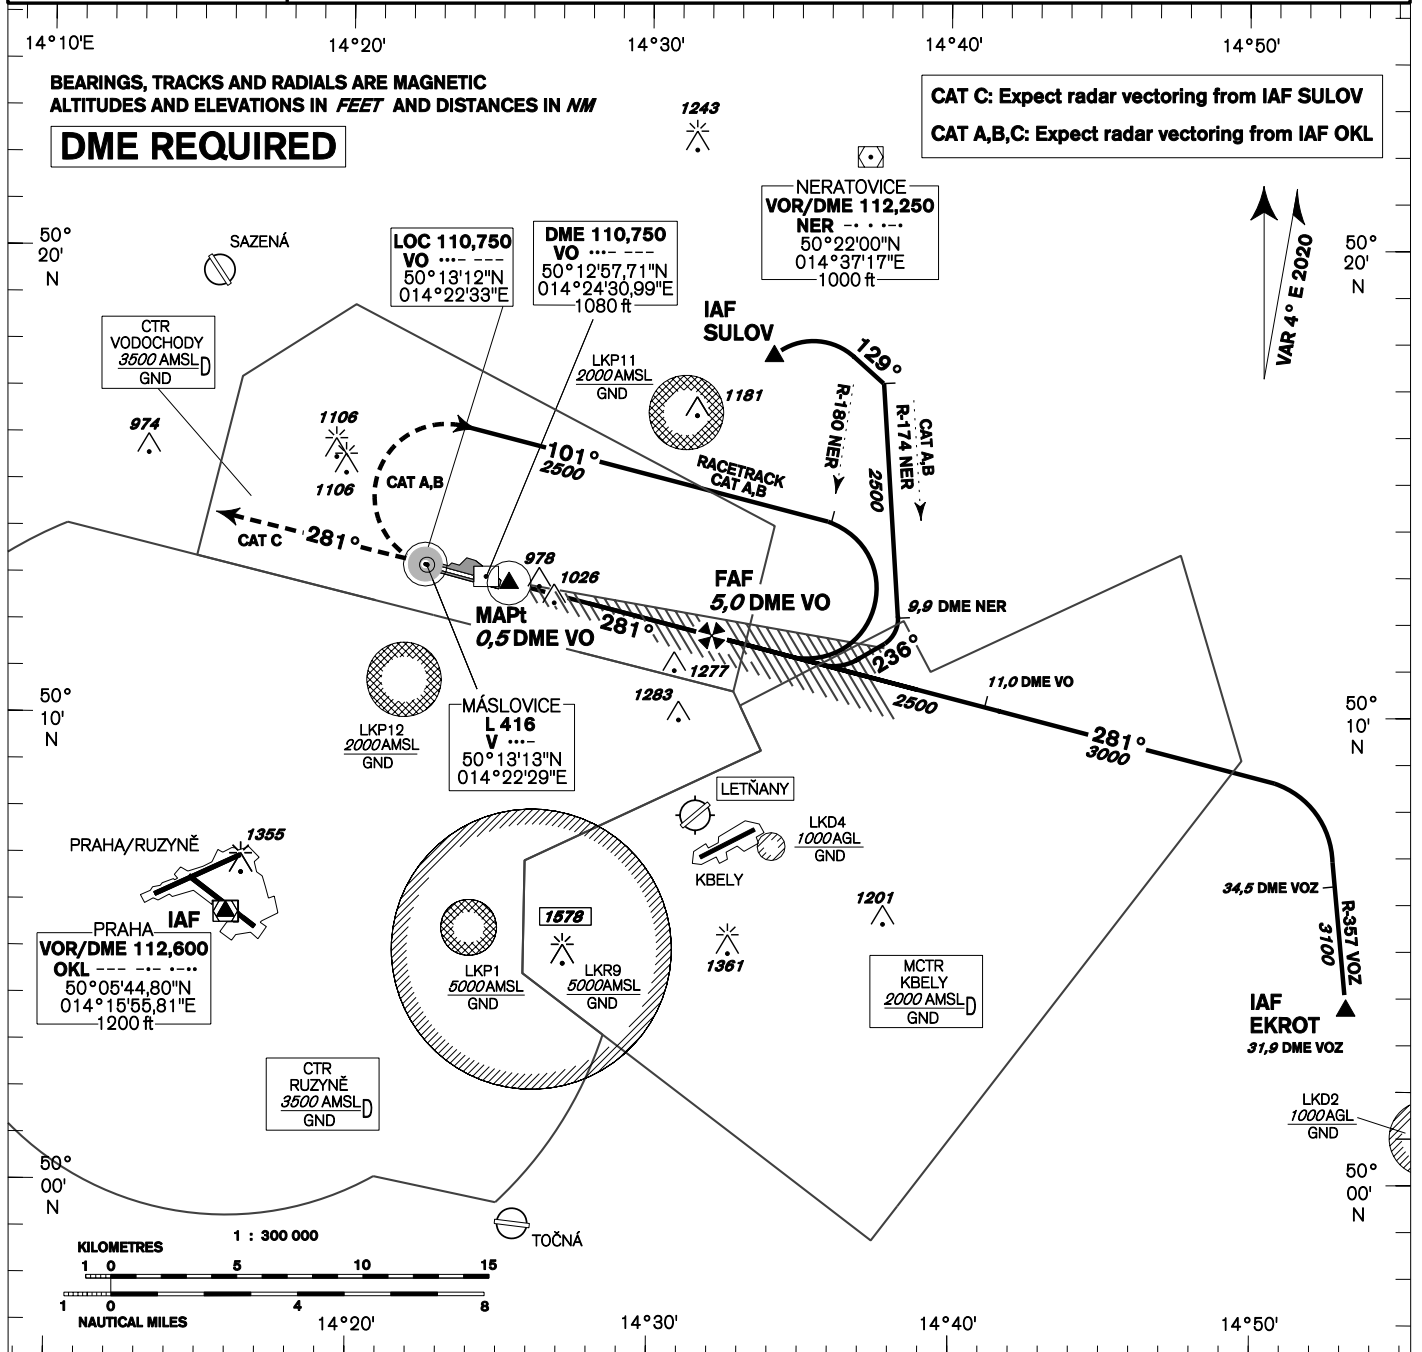 14°10'E
14°20'
14°30'
14°40'
14°50'
BEARINGS, TRACKS AND RADIALS ARE MAGNETIC
ALTITUDES AND ELEVATIONS IN FEET AND DISTANCES IN NM
DME REQUIRED
CAT C: Expect radar vectoring from IAF SULOV
CAT A,B,C: Expect radar vectoring from IAF OKL
1243
NERATOVICE
VOR/DME 112,250
NER -· · ·-·
50°22'00"N
014°37'17"E
1000 ft
VAR 4° E 2020
50°
20'
N
50°
20'
N
SAZENÁ
LOC 110,750
VO ···- ---
50°13'12"N
014°22'33"E
DME 110,750
VO ···- ---
50°12'57,71"N
014°24'30,99"E
1080 ft
IAF
SULOV
129°
CTR
VODOCHODY
3500 AMSL D
GND
LKP11
2000 AMSL
GND
1181
R-180 NER
R-174 NER
CAT A,B
2500
974
1106
1106
101°
2500
RACETRACK
CAT A,B
CAT A,B
281°
CAT C
978
1026
FAF
5,0 DME VO
9,9 DME NER
MAPt
0,5 DME VO
281°
236°
1277
1283
2500
11,0 DME VO
281°
3000
50°
10'
N
50°
10'
N
LKP12
2000 AMSL
GND
MÁSLOVICE
L 416
V ···-
50°13'13"N
014°22'29"E
LETŇANY
LKD4
1000 AGL
GND
KBELY
PRAHA/RUZYNĚ
1355
IAF
PRAHA
VOR/DME 112,600
OKL --- -·- ·-··
50°05'44,80"N
014°15'55,81"E
1200 ft
1578
1201
1361
LKP1
5000 AMSL
GND
LKR9
5000 AMSL
GND
MCTR
KBELY
2000 AMSL D
GND
34,5 DME VOZ
R-357 VOZ
3100
IAF
EKROT
31,9 DME VOZ
CTR
RUZYNĚ
3500 AMSL D
GND
LKD2
1000 AGL
GND
50°
00'
N
50°
00'
N
TOČNÁ
1 : 300 000
KILOMETRES
1 0 5 10 15
1 0 4 8
NAUTICAL MILES
14°20'
14°30'
14°40'
14°50'